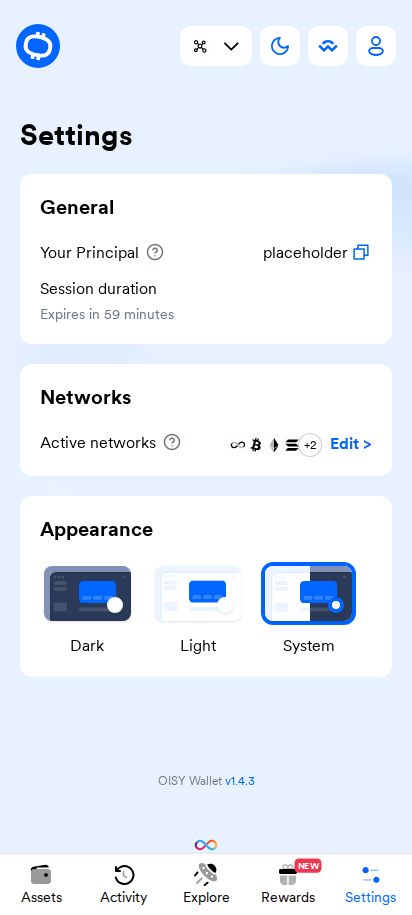 Settings
General
Your Principal placeholder
Session duration
Expires in 59 minutes
Networks
Active networks +2 Edit >
Appearance
Dark Light System
OISY Wallet v1.4.3
NEW
Assets Activity Explore Rewards Settings